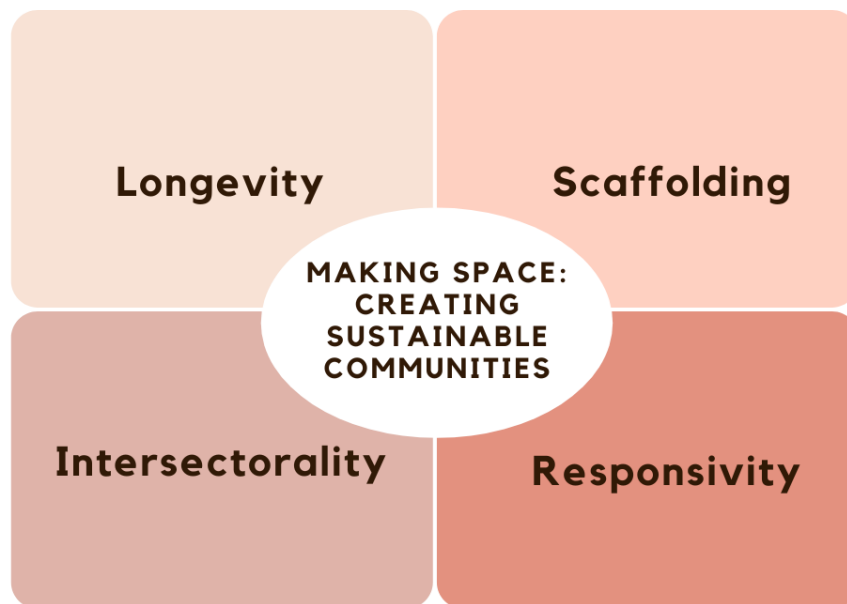 Longevity
Scaffolding
MAKING SPACE:
CREATING
SUSTAINABLE
COMMUNITIES
Intersectorality
Responsivity